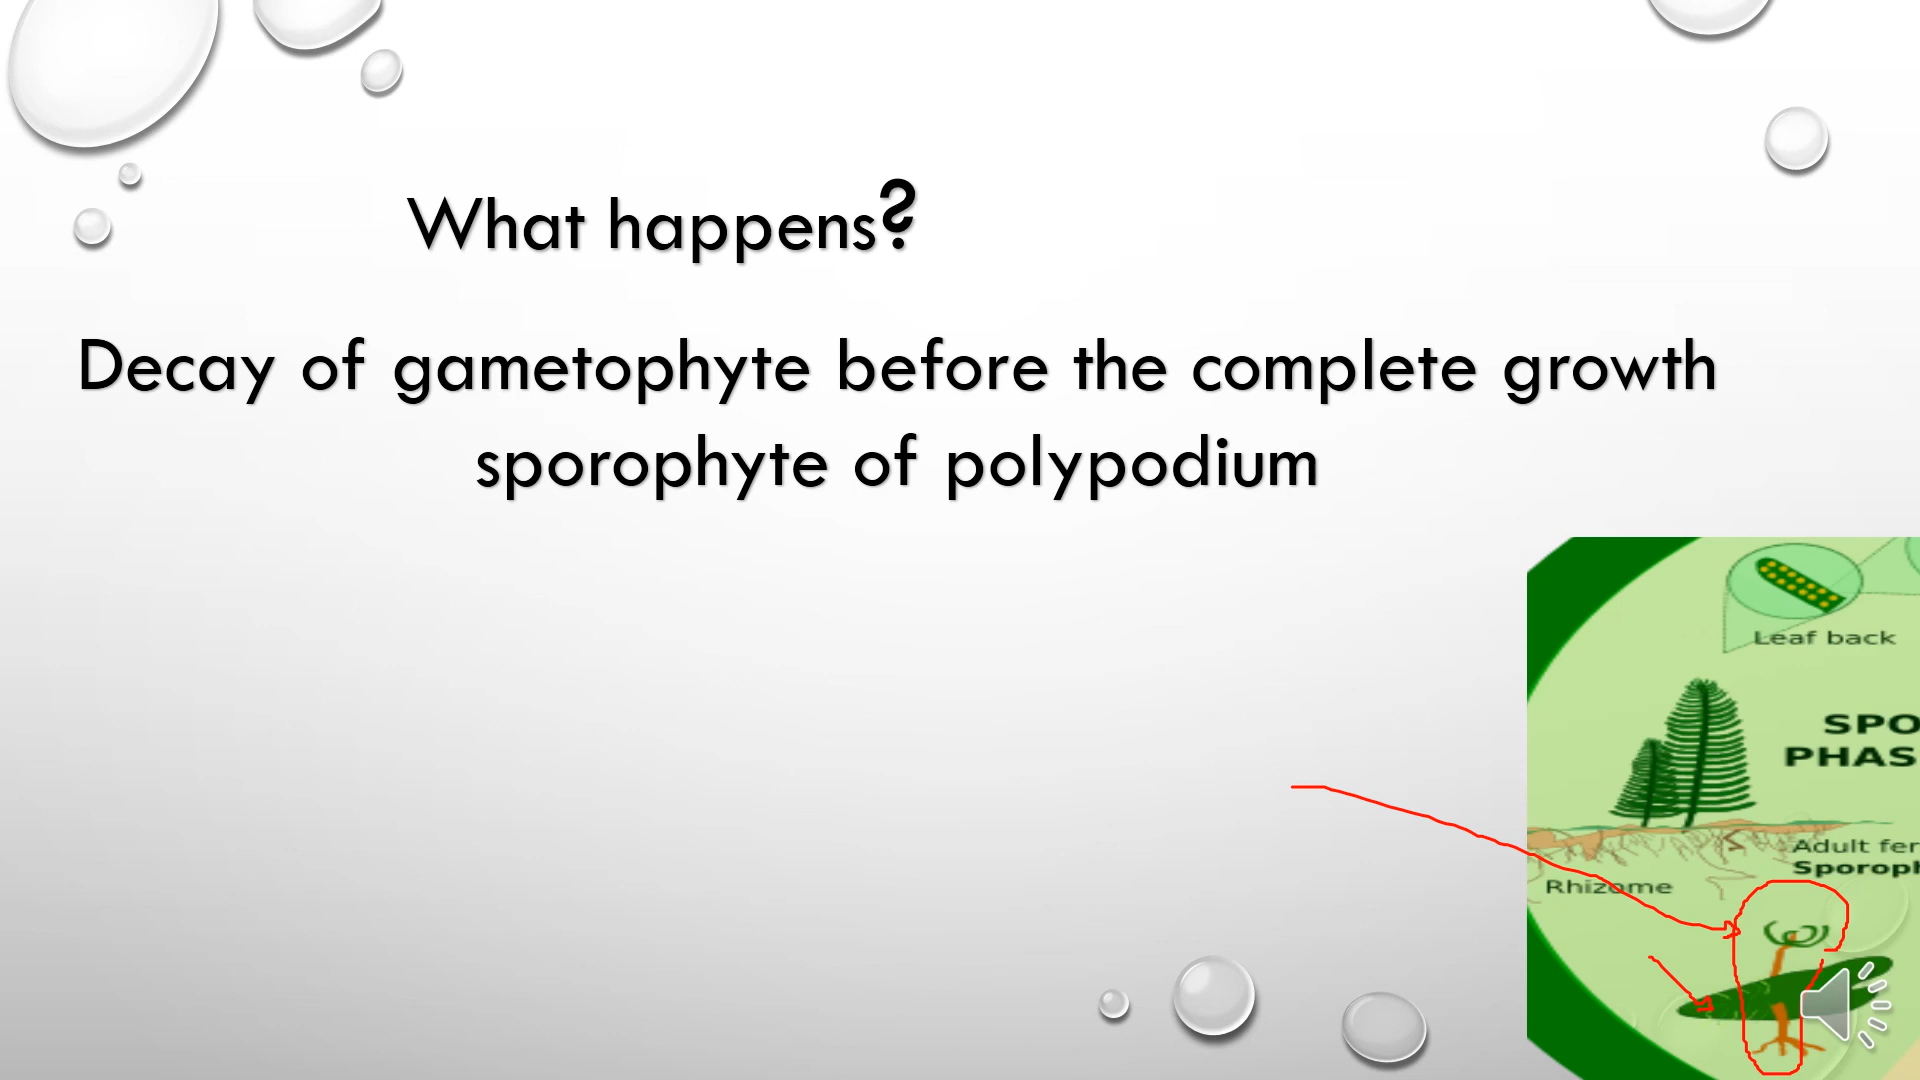 What happens?
Decay of gametophyte before the complete growth
sporophyte of polypodium
Leaf back
SPO
PHAS
Adult fer
Sporoph
Rhizome